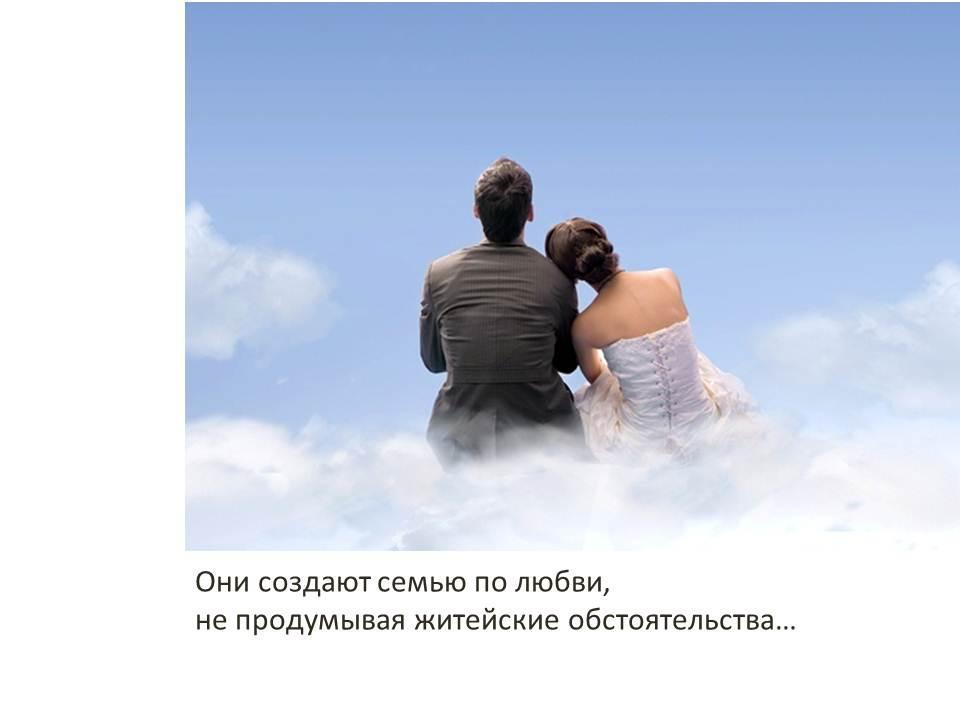 Они создают семью по любви,
не продумывая житейские обстоятельства...